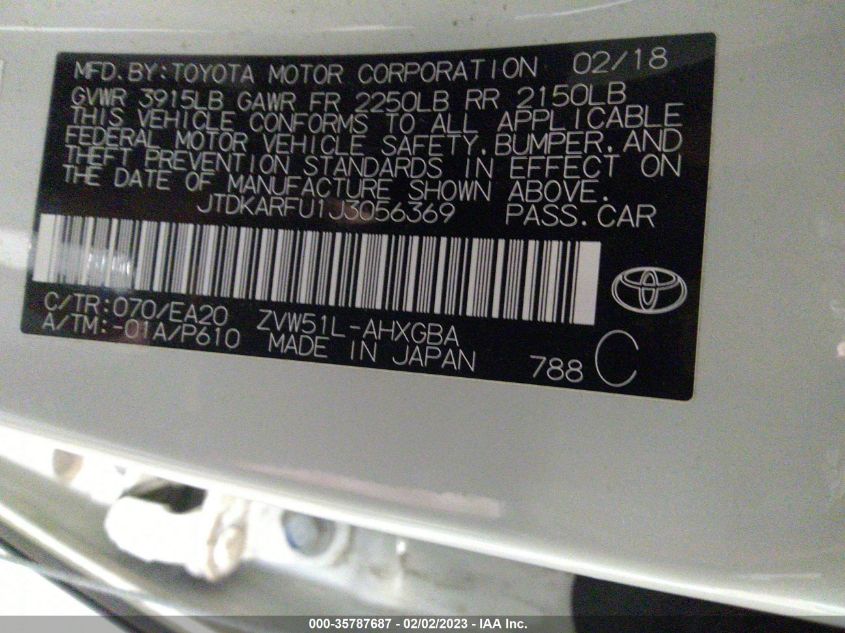 MFD.BY:TOYOTA MOTOR CORPORATION 02/18
GVWR 3915LB GAWR FR 2250LB RR 2150LB
THIS VEHICLE CONFORMS TO ALL APPLICABLE
FEDERAL MOTOR VEHICLE SAFETY,BUMPER,AND
THEFT PREVENTION STANDARDS IN EFFECT ON
THE DATE OF MANUFACTURE SHOWN ABOVE.
JTDKARFU1J3056369 PASS.CAR
C/TR:070/EA20 ZVW51L-AHXGBA
A/TM:-01A/P610 MADE IN JAPAN 788 C
000-35787687 - 02/02/2023 - IAA Inc.